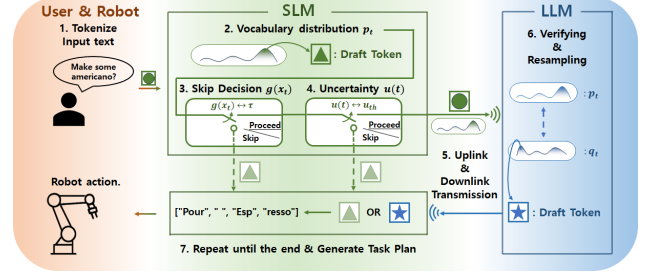 User & Robot
SLM
LLM
1. Tokenize
Input text
Make some
americano?
2. Vocabulary distribution p_t
: Draft Token
3. Skip Decision g(x_t)
g(x_t) ↔ τ
Proceed
Skip
4. Uncertainty u(t)
u(t) ↔ u_th
Proceed
Skip
5. Uplink
&
Downlink
Transmission
6. Verifying
&
Resampling
: p_t
: q_t
: Draft Token
Robot action.
["Pour", " ", "Esp", "resso"]
OR
7. Repeat until the end & Generate Task Plan